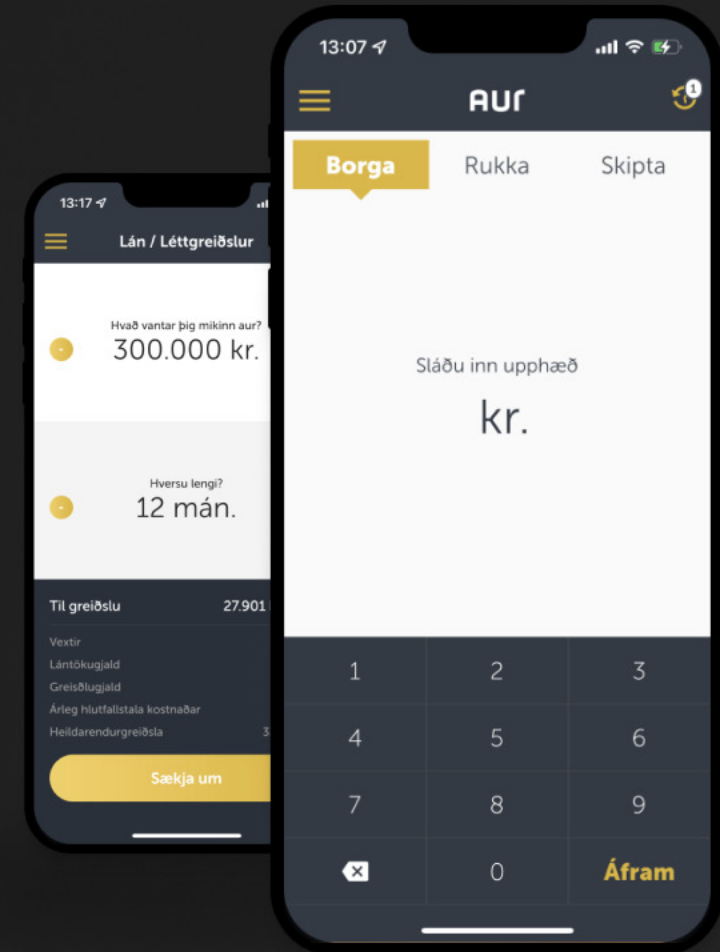 13:17
Lán / Léttgreiðslur
Hvað vantar þig mikinn aur?
300.000 kr.
Hversu lengi?
12 mán.
Til greiðslu 27.901
Vextir
Lántökugjald
Greisðlugjald
Árleg hlutfallstala kostnaðar
Heildarendurgreiðsla 3
Sækja um
13:07
aur
1
Borga Rukka Skipta
Sláðu inn upphæð
kr.
1 2 3
4 5 6
7 8 9
0 Áfram